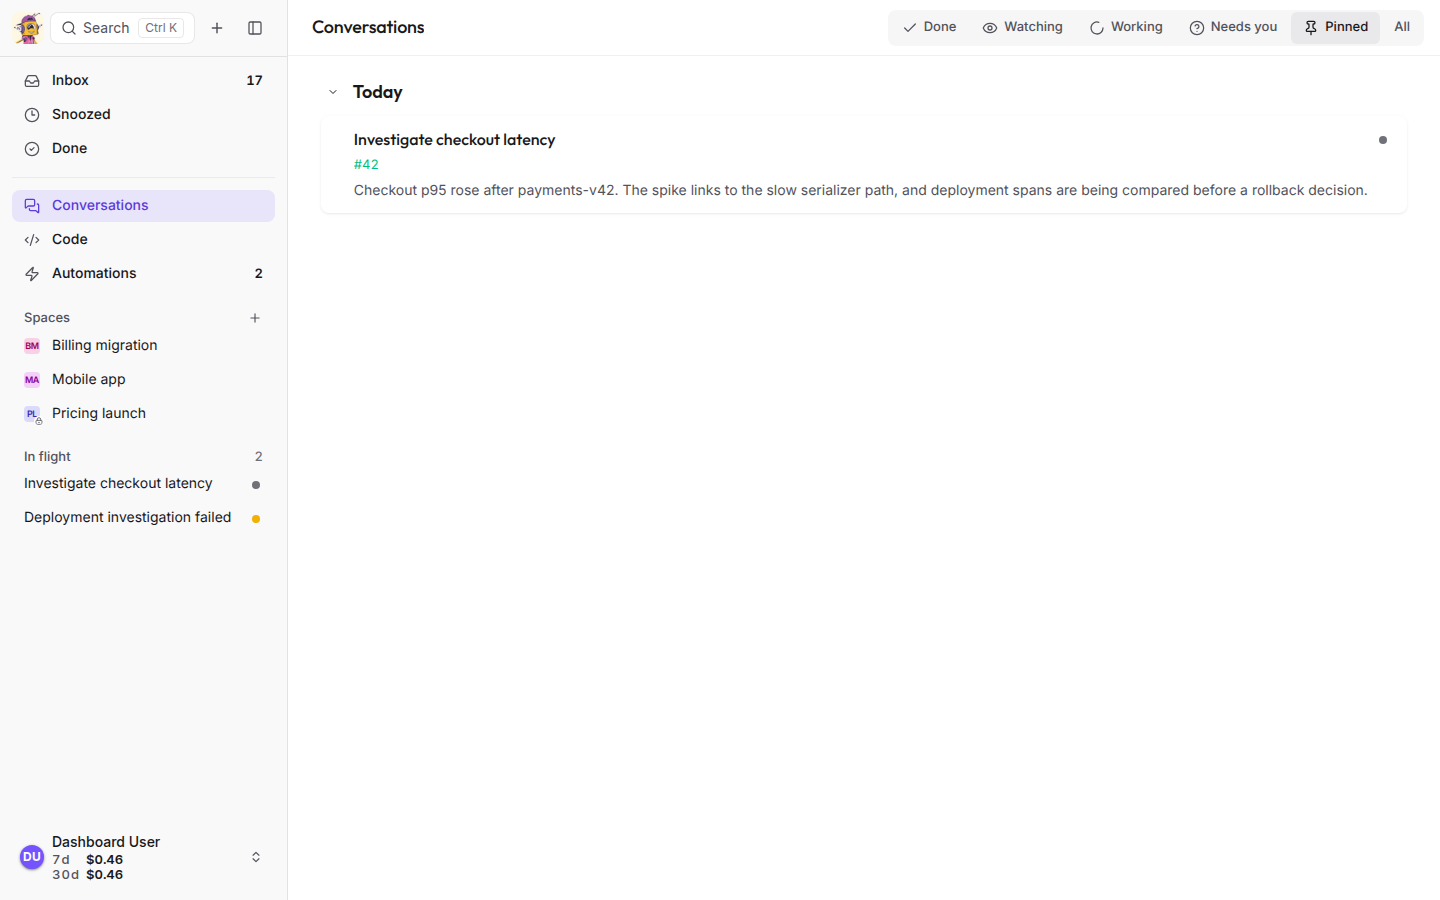 Search Ctrl K
Inbox 17
Snoozed
Done
Conversations
Code
Automations 2
Spaces
BM Billing migration
MA Mobile app
PL Pricing launch
In flight 2
Investigate checkout latency
Deployment investigation failed
DU Dashboard User
7d $0.46
30d $0.46
Conversations
Done Watching Working Needs you Pinned All
Today
Investigate checkout latency
#42
Checkout p95 rose after payments-v42. The spike links to the slow serializer path, and deployment spans are being compared before a rollback decision.